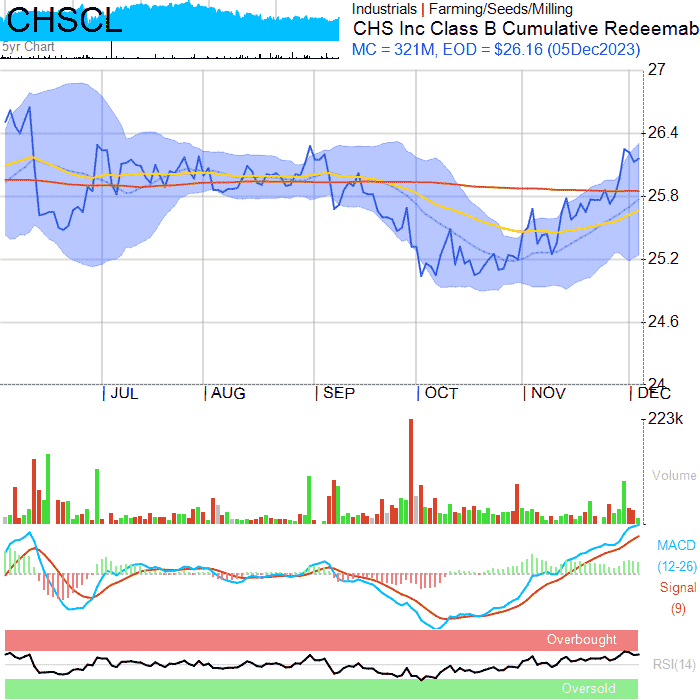 CHSCL
5yr Chart
Industrials | Farming/Seeds/Milling
CHS Inc Class B Cumulative Redeemab
MC = 321M, EOD = $26.16 (05Dec2023)
27
26.4
25.8
25.2
24.6
24
JUL
AUG
SEP
OCT
NOV
DEC
223k
Volume
MACD
(12-26)
Signal
(9)
Overbought
RSI(14)
Oversold